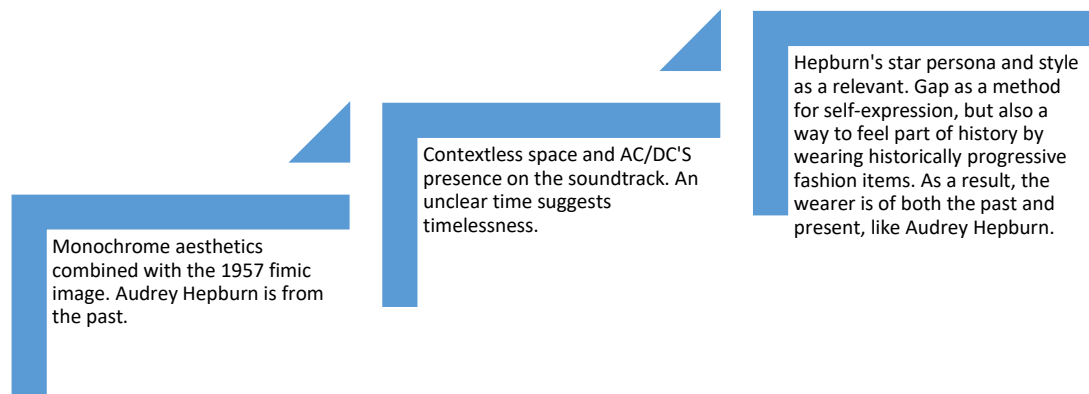 Monochrome aesthetics
combined with the 1957 fimic
image. Audrey Hepburn is from
the past.
Contextless space and AC/DC'S
presence on the soundtrack. An
unclear time suggests
timelessness.
Hepburn's star persona and style
as a relevant. Gap as a method
for self-expression, but also a
way to feel part of history by
wearing historically progressive
fashion items. As a result, the
wearer is of both the past and
present, like Audrey Hepburn.